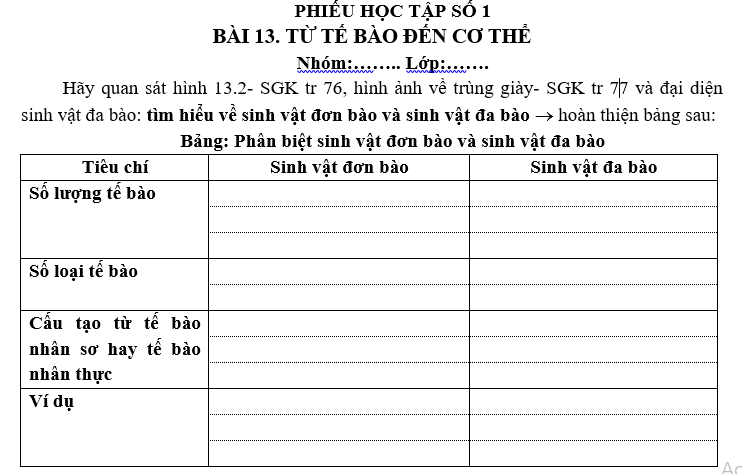 PHIẾU HỌC TẬP SỐ 1
BÀI 13. TỪ TẾ BÀO ĐẾN CƠ THỂ
Nhóm:........ Lớp:.......
Hãy quan sát hình 13.2- SGK tr 76, hình ảnh về trùng giày- SGK tr 77 và đại diện
sinh vật đa bào: tìm hiểu về sinh vật đơn bào và sinh vật đa bào → hoàn thiện bảng sau:
Bảng: Phân biệt sinh vật đơn bào và sinh vật đa bào
Tiêu chí Sinh vật đơn bào Sinh vật đa bào
Số lượng tế bào
Số loại tế bào
Cấu tạo từ tế bào
nhân sơ hay tế bào
nhân thực
Ví dụ
Ac